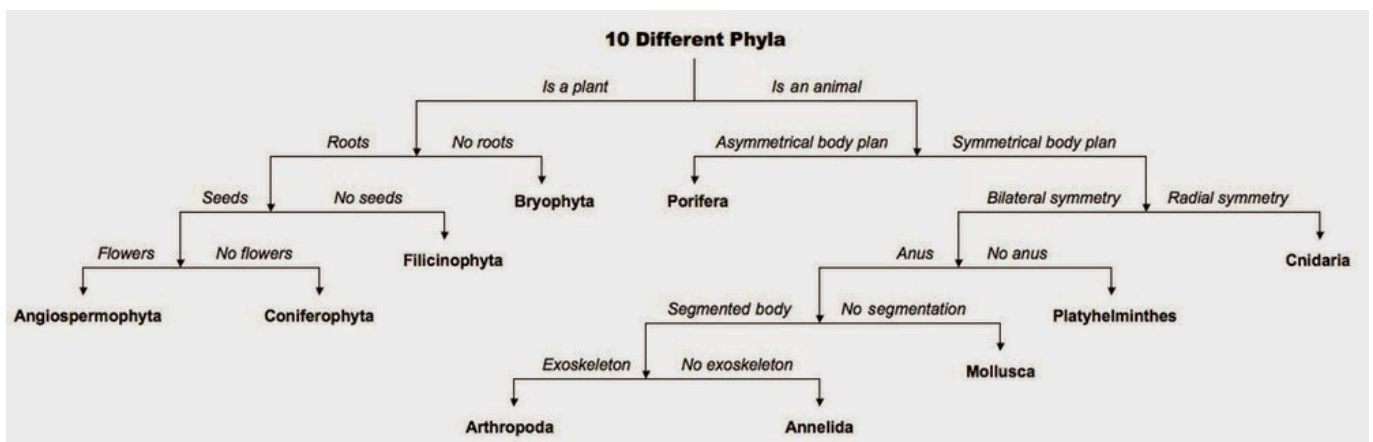 10 Different Phyla
Is a plant Is an animal
Roots No roots Asymmetrical body plan Symmetrical body plan
Seeds No seeds Bryophyta Porifera Bilateral symmetry Radial symmetry
Flowers No flowers Filicinophyta Anus No anus Cnidaria
Angiospermophyta Coniferophyta Segmented body No segmentation Platyhelminthes
Exoskeleton No exoskeleton Mollusca
Arthropoda Annelida